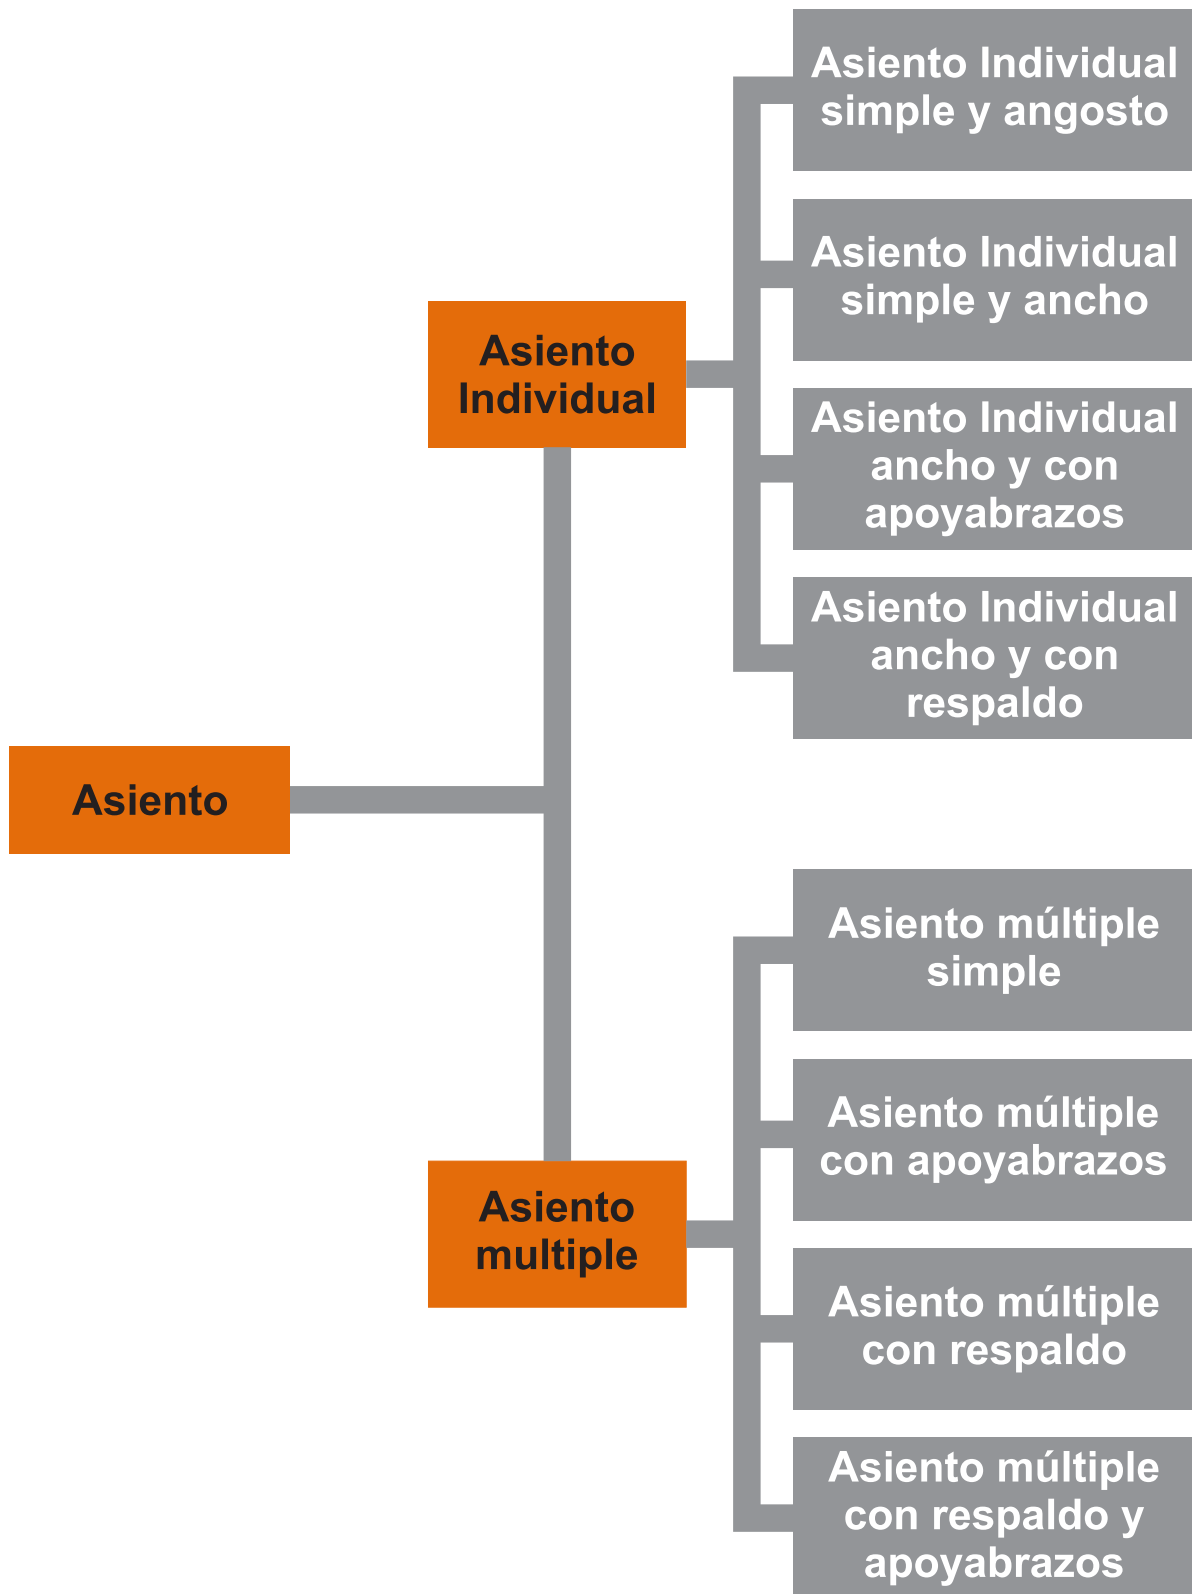 Asiento
Asiento
Individual
Asiento Individual
simple y angosto
Asiento Individual
simple y ancho
Asiento Individual
ancho y con
apoyabrazos
Asiento Individual
ancho y con
respaldo
Asiento
multiple
Asiento múltiple
simple
Asiento múltiple
con apoyabrazos
Asiento múltiple
con respaldo
Asiento múltiple
con respaldo y
apoyabrazos